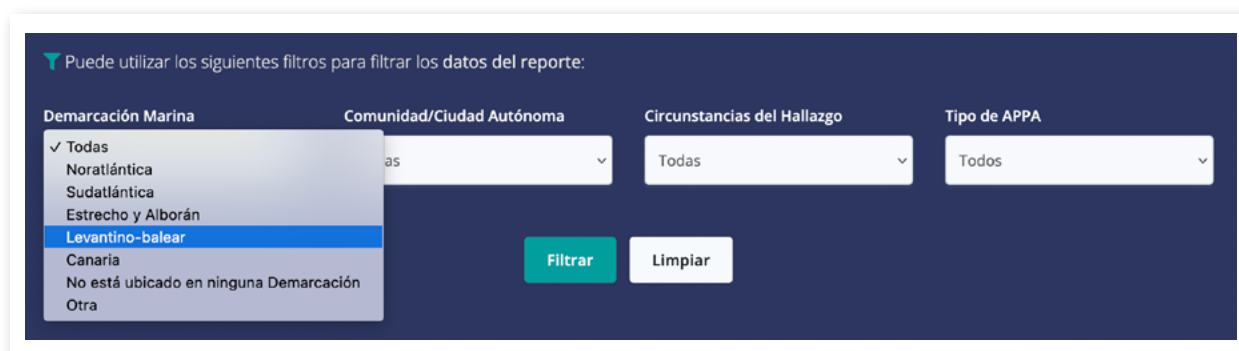 Puede utilizar los siguientes filtros para filtrar los datos del reporte:
Demarcación Marina
Comunidad/Ciudad Autónoma
Circunstancias del Hallazgo
Tipo de APPA
✓ Todas
Noratlántica
Sudatlántica
Estrecho y Alborán
Levantino-balear
Canaria
No está ubicado en ninguna Demarcación
Otra
as
Todas
Todos
Filtrar
Limpiar